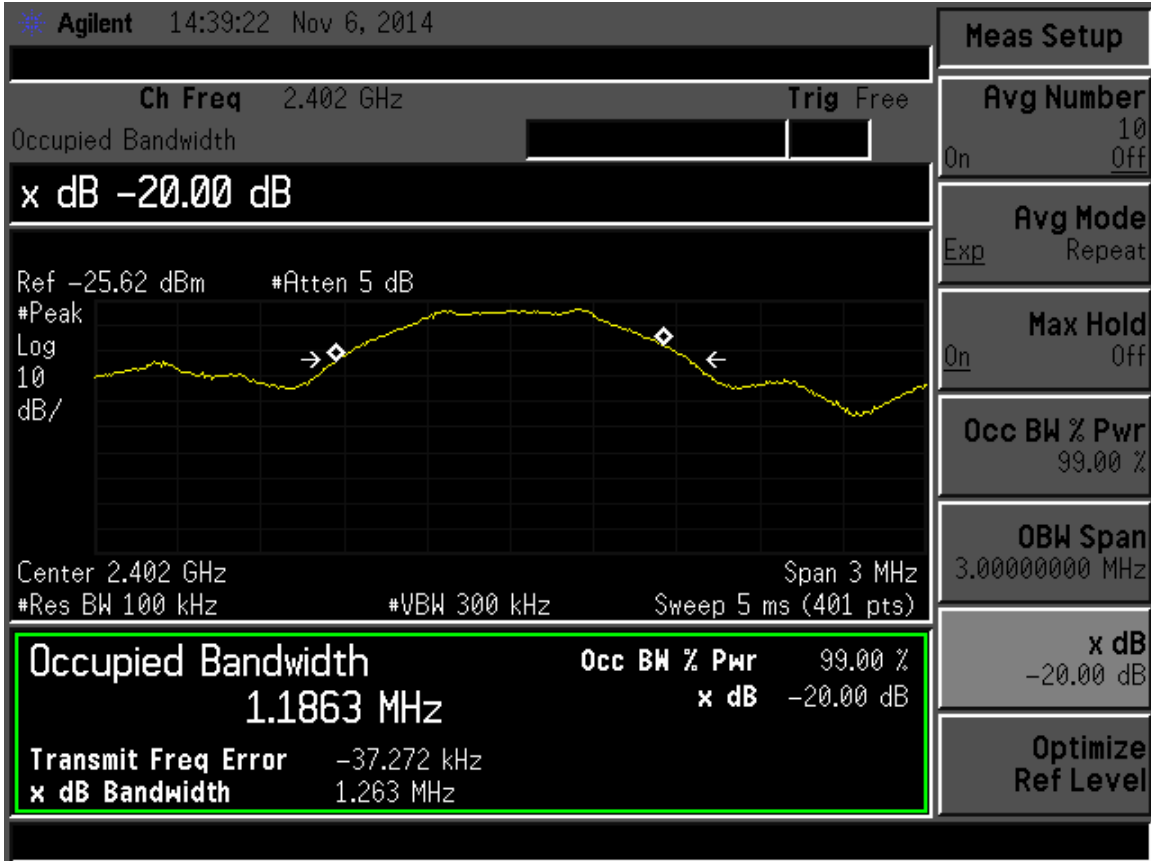 Agilent 14:39:22 Nov 6, 2014
Ch Freq 2.402 GHz Trig Free
Occupied Bandwidth
x dB -20.00 dB
Ref -25.62 dBm #Atten 5 dB
#Peak
Log
10
dB/
Center 2.402 GHz Span 3 MHz
#Res BW 100 kHz #VBW 300 kHz Sweep 5 ms (401 pts)
Occupied Bandwidth Occ BW % Pwr 99.00 %
1.1863 MHz x dB -20.00 dB
Transmit Freq Error -37.272 kHz
x dB Bandwidth 1.263 MHz
Meas Setup
Avg Number
10
On Off
Avg Mode
Exp Repeat
Max Hold
On Off
Occ BW % Pwr
99.00 %
OBW Span
3.00000000 MHz
x dB
-20.00 dB
Optimize
Ref Level